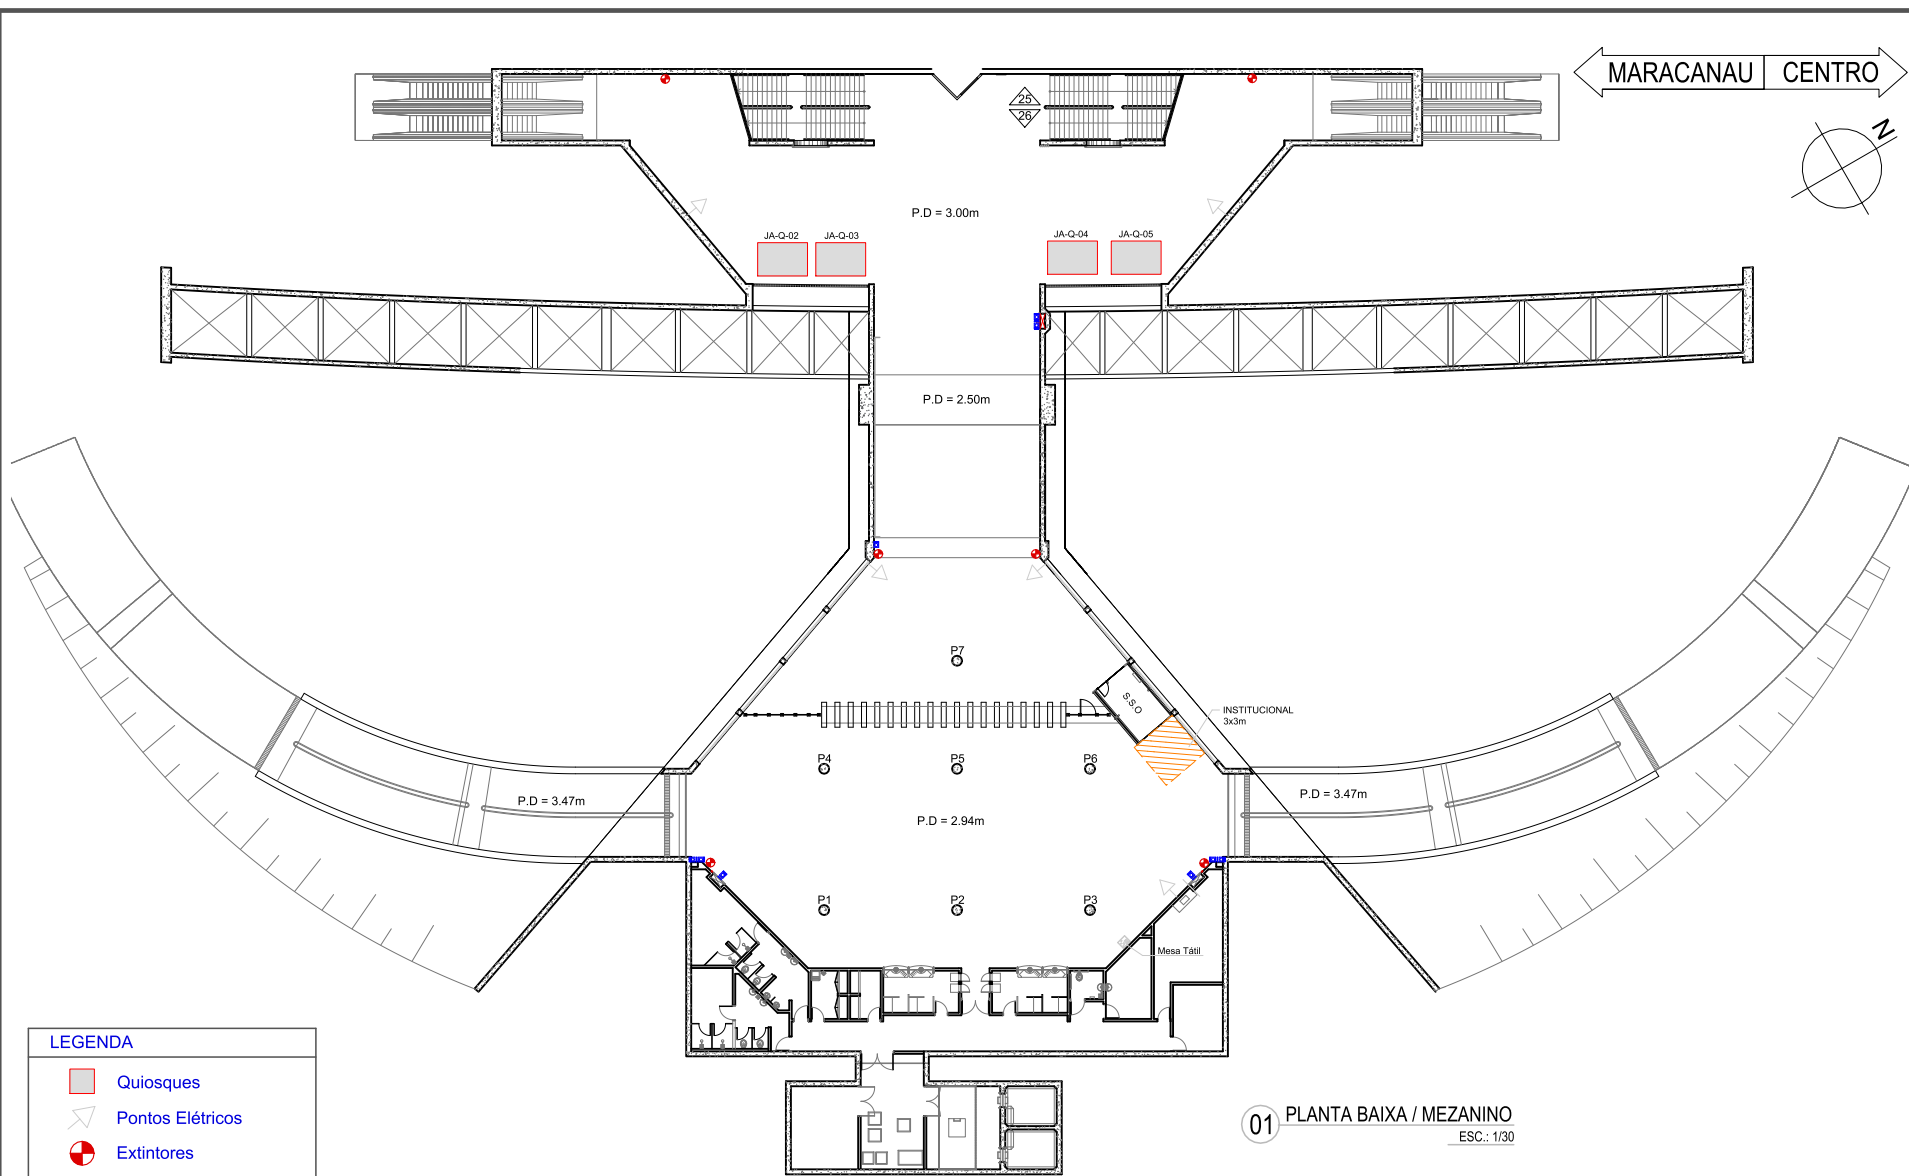 MARACANAU CENTRO
N
25
26
P.D = 3.00m
JA-Q-02 JA-Q-03 JA-Q-04 JA-Q-05
P.D = 2.50m
P7
S.S.O
INSTITUCIONAL
3x3m
P4 P5 P6
P.D = 3.47m
P.D = 3.47m
P.D = 2.94m
P1 P2 P3
Mesa Tátil
LEGENDA
Quiosques
Pontos Elétricos
Extintores
01 PLANTA BAIXA / MEZANINO
ESC.: 1/30